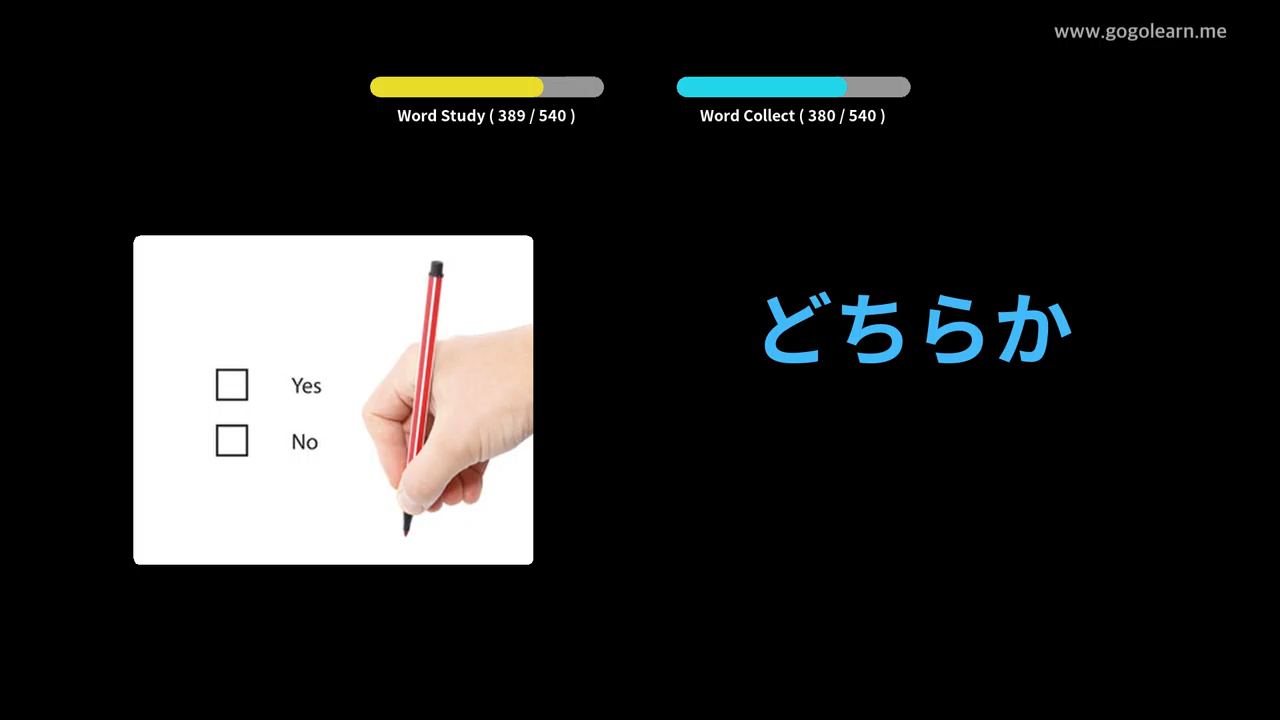 www.gogolearn.me
Word Study ( 389 / 540 )
Word Collect ( 380 / 540 )
Yes
No
どちらか